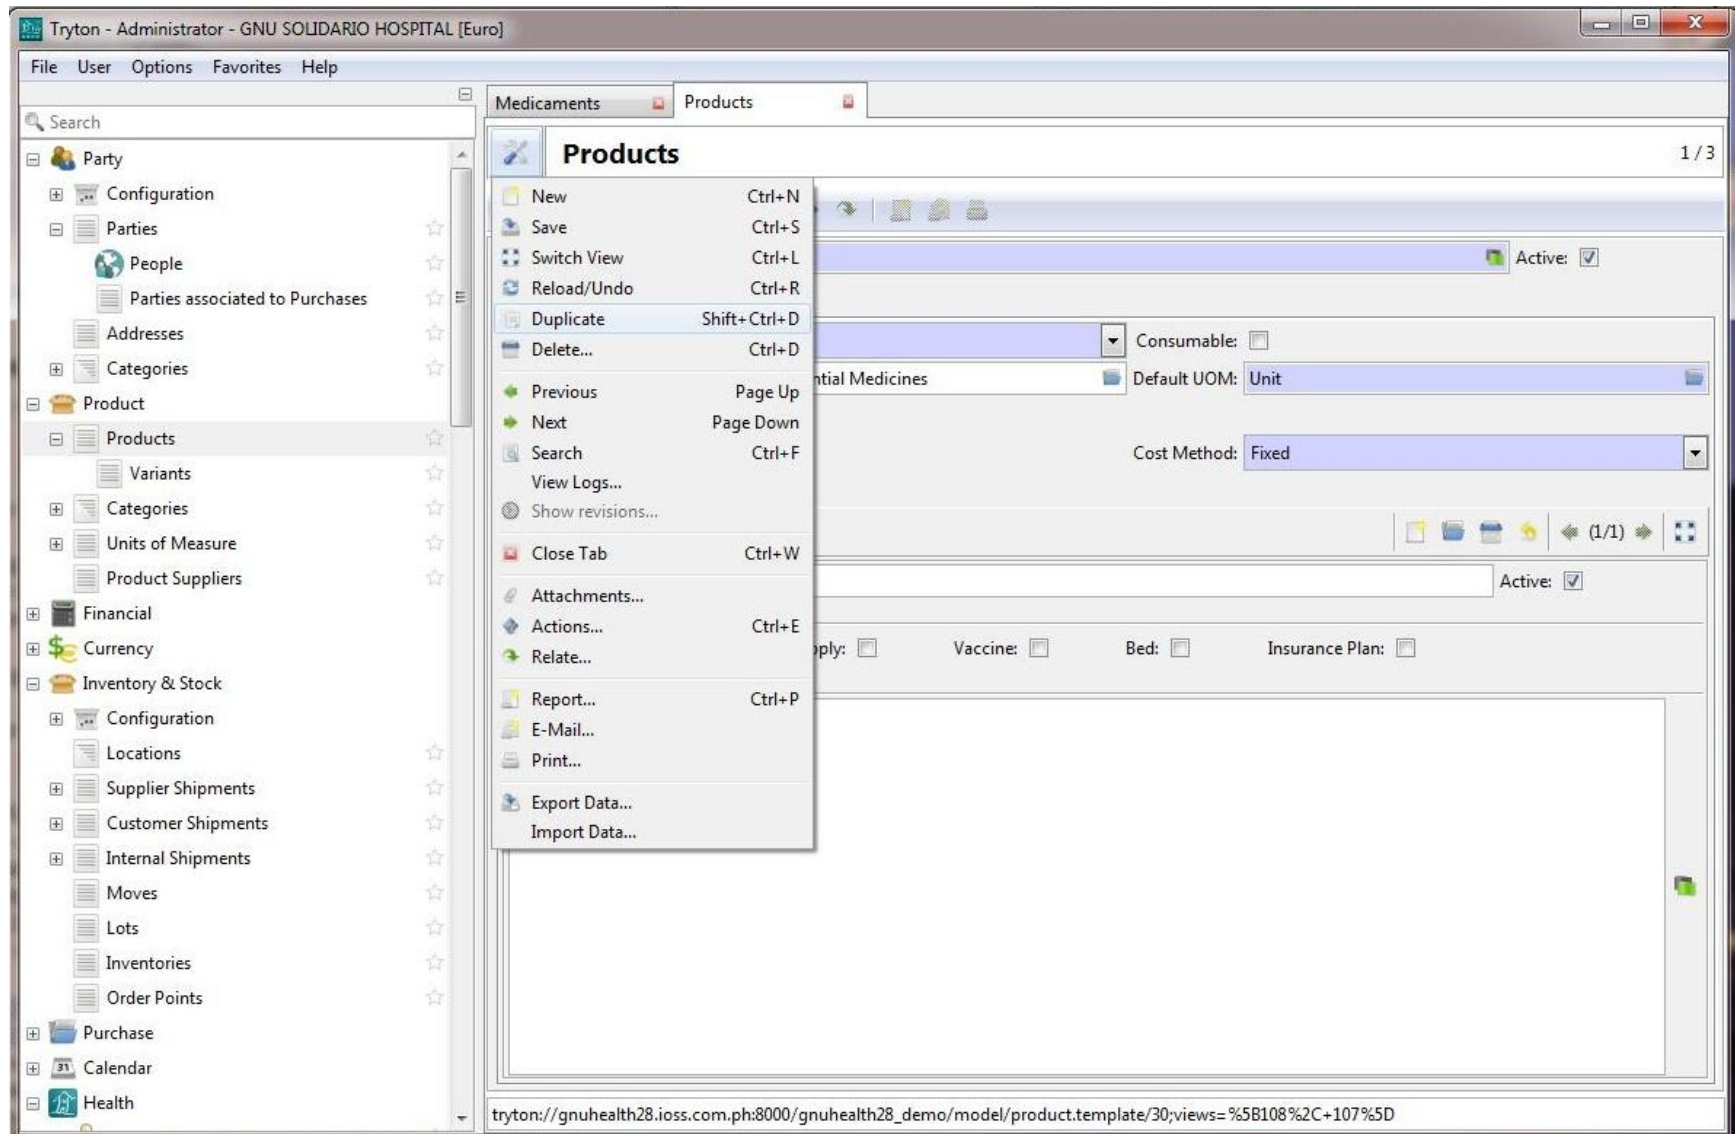 Tryton - Administrator - GNU SOLIDARIO HOSPITAL [Euro]
File User Options Favorites Help
Search
Party
Configuration
Parties
People
Parties associated to Purchases
Addresses
Categories
Product
Products
Variants
Categories
Units of Measure
Product Suppliers
Financial
Currency
Inventory & Stock
Configuration
Locations
Supplier Shipments
Customer Shipments
Internal Shipments
Moves
Lots
Inventories
Order Points
Purchase
31 Calendar
Health
Medicaments Products
Products 1 / 3
New Ctrl+N
Save Ctrl+S
Switch View Ctrl+L
Reload/Undo Ctrl+R
Duplicate Shift+Ctrl+D
Delete... Ctrl+D
Previous Page Up
Next Page Down
Search Ctrl+F
View Logs...
Show revisions...
Close Tab Ctrl+W
Attachments...
Actions... Ctrl+E
Relate...
Report... Ctrl+P
E-Mail...
Print...
Export Data...
Import Data...
Active:
Consumable:
ntial Medicines Default UOM: Unit
Cost Method: Fixed
(1/1)
Active:
pply: Vaccine: Bed: Insurance Plan:
tryton://gnuhealth28.ioss.com.ph:8000/gnuhealth28_demo/model/product.template/30;views=%5B108%2C+107%5D